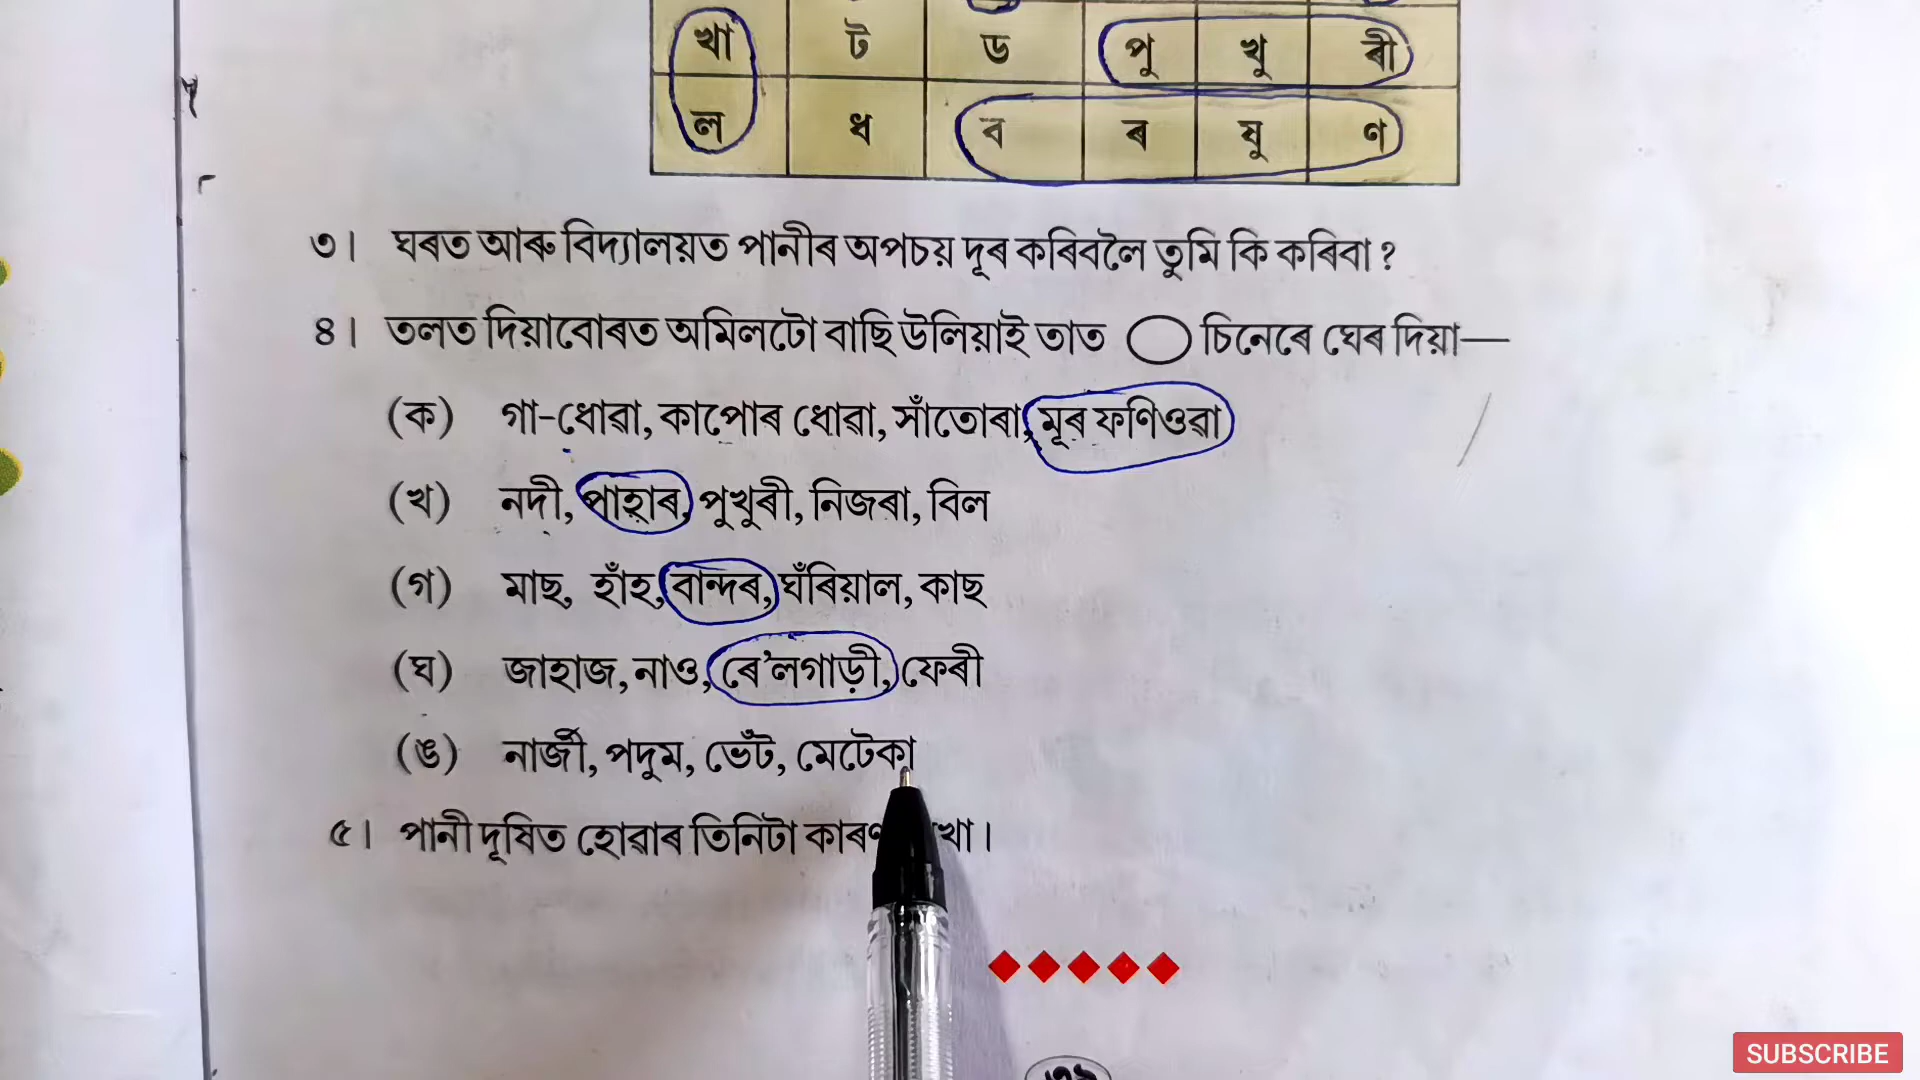 খা ট ড পু খু ৰী
ল ধ ব ৰ ষু ণ
৩। ঘৰত আৰু বিদ্যালয়ত পানীৰ অপচয় দূৰ কৰিবলৈ তুমি কি কৰিবা ?
৪। তলত দিয়াবোৰত অমিলটো বাছি উলিয়াই তাত চিনেৰে ঘেৰ দিয়া—
(ক) গা-ধোৱা, কাপোৰ ধোৱা, সাঁতোৰা, মূৰ ফণিওৱা
(খ) নদী, পাহাৰ, পুখুৰী, নিজৰা, বিল
(গ) মাছ, হাঁহ, বান্দৰ, ঘঁৰিয়াল, কাছ
(ঘ) জাহাজ, নাও, ৰে'লগাড়ী, ফেৰী
(ঙ) নাৰ্জী, পদুম, ভেঁট, মেটেকা
৫। পানী দূষিত হোৱাৰ তিনিটা
SUBSCRIBE